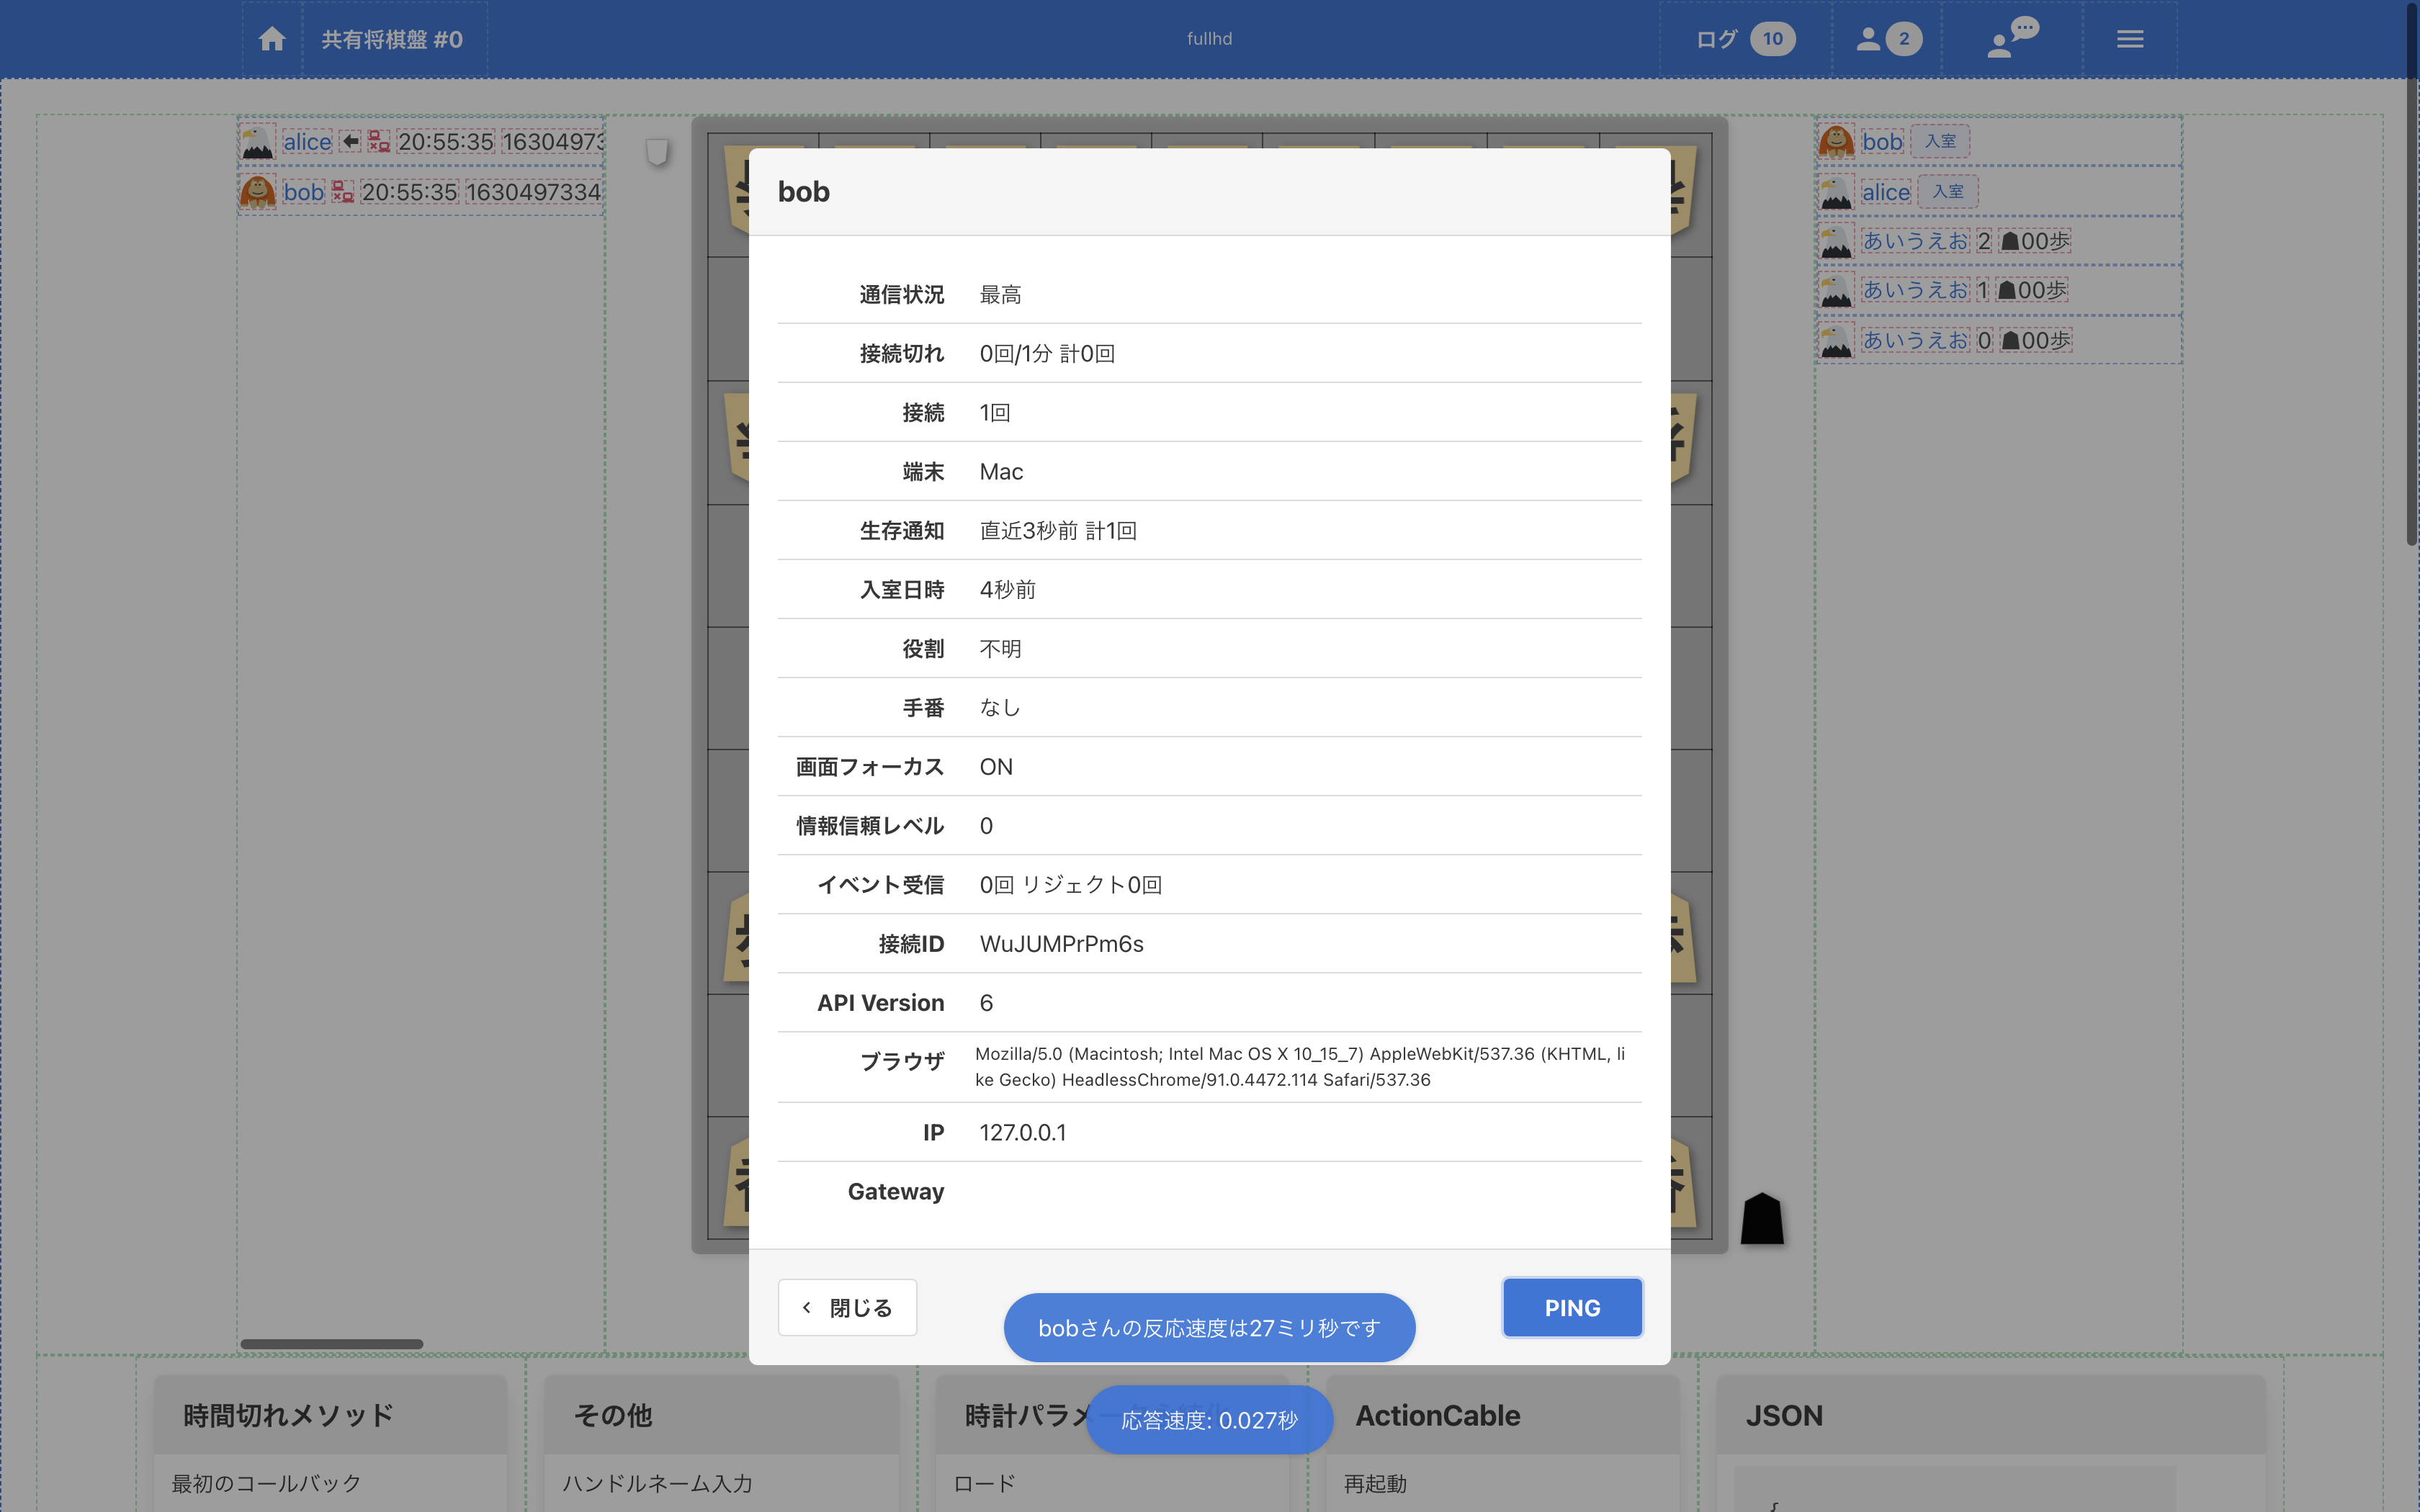 共有将棋盤 #0
fullhd
ログ 10
2
alice 20:55:35 16304973
bob 20:55:35 1630497334
bob 入室
alice 入室
あいうえお 2 ☗00歩
あいうえお 1 ☗00歩
あいうえお 0 ☗00歩
bob
通信状況 最高
接続切れ 0回/1分 計0回
接続 1回
端末 Mac
生存通知 直近3秒前 計1回
入室日時 4秒前
役割 不明
手番 なし
画面フォーカス ON
情報信頼レベル 0
イベント受信 0回 リジェクト0回
接続ID WuJUMPrPm6s
API Version 6
ブラウザ Mozilla/5.0 (Macintosh; Intel Mac OS X 10_15_7) AppleWebKit/537.36 (KHTML, li
ke Gecko) HeadlessChrome/91.0.4472.114 Safari/537.36
IP 127.0.0.1
Gateway
閉じる
PING
bobさんの反応速度は27ミリ秒です
応答速度: 0.027秒
時間切れメソッド
その他
時計パラメ
ActionCable
JSON
最初のコールバック
ハンドルネーム入力
ロード
再起動
{